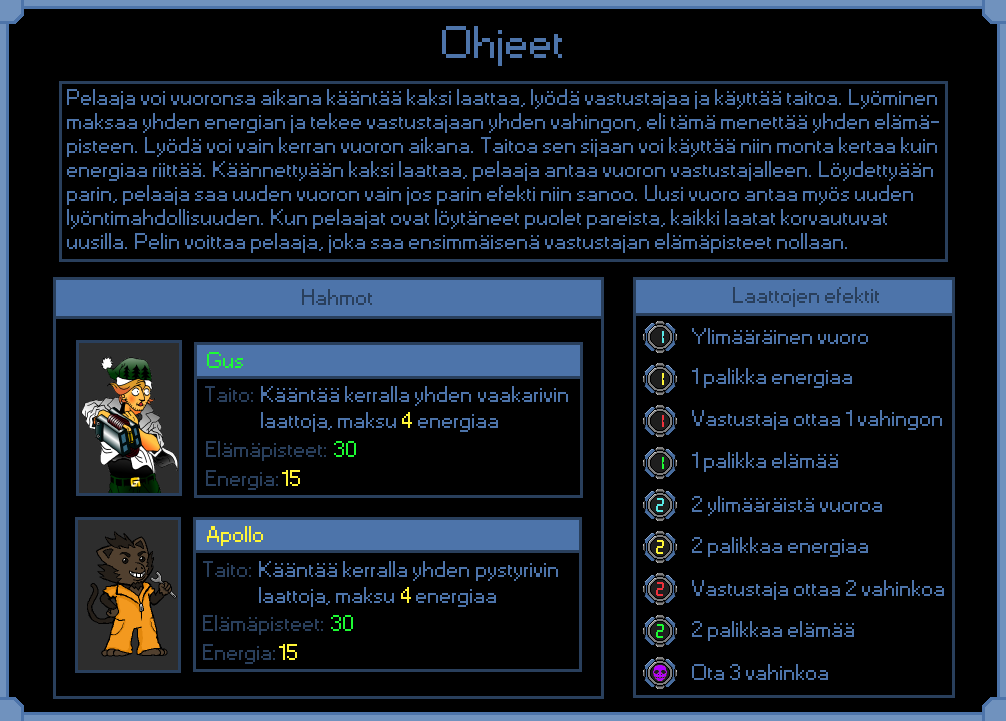 Ohjeet
Pelaaja voi vuoronsa aikana kääntää kaksi laattaa, lyödä vastustajaa ja käyttää taitoa. Lyöminen
maksaa yhden energian ja tekee vastustajaan yhden vahingon, eli tämä menettää yhden elämä-
pisteen. Lyödä voi vain kerran vuoron aikana. Taitoa sen sijaan voi käyttää niin monta kertaa kuin
energiaa riittää. Käännettyään kaksi laattaa, pelaaja antaa vuoron vastustajalleen. Löydettyään
parin, pelaaja saa uuden vuoron vain jos parin efekti niin sanoo. Uusi vuoro antaa myös uuden
lyöntimahdollisuuden. Kun pelaajat ovat löytäneet puolet pareista, kaikki laatat korvautuvat
uusilla. Pelin voittaa pelaaja, joka saa ensimmäisenä vastustajan elämäpisteet nollaan.
Hahmot
Gus
Taito: Kääntää kerralla yhden vaakarivin
laattoja, maksu 4 energiaa
Elämäpisteet: 30
Energia: 15
G
Apollo
Taito: Kääntää kerralla yhden pystyrivin
laattoja, maksu 4 energiaa
Elämäpisteet: 30
Energia: 15
Laattojen efektit
1 Ylimääräinen vuoro
1 1 palikka energiaa
1 Vastustaja ottaa 1 vahingon
1 1 palikka elämää
2 2 ylimääräistä vuoroa
2 2 palikkaa energiaa
2 Vastustaja ottaa 2 vahinkoa
2 2 palikkaa elämää
Ota 3 vahinkoa